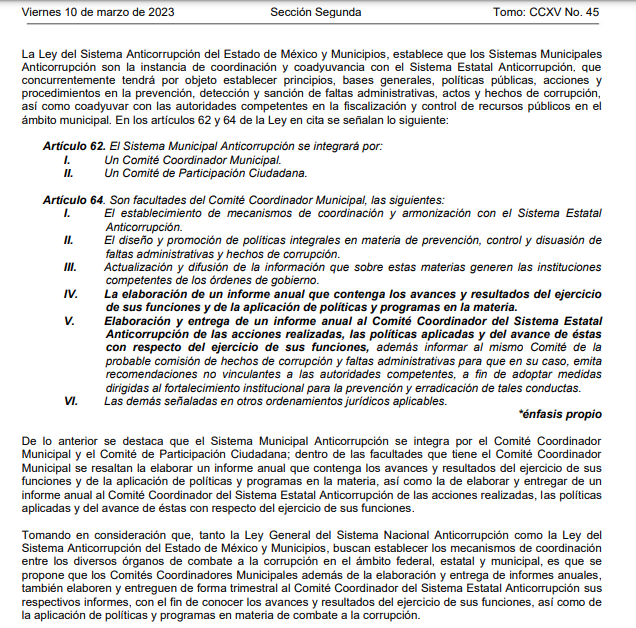 Viernes 10 de marzo de 2023 Sección Segunda Tomo: CCXV No. 45
La Ley del Sistema Anticorrupción del Estado de México y Municipios, establece que los Sistemas Municipales
Anticorrupción son la instancia de coordinación y coadyuvancia con el Sistema Estatal Anticorrupción, que
concurrentemente tendrá por objeto establecer principios, bases generales, políticas públicas, acciones y
procedimientos en la prevención, detección y sanción de faltas administrativas, actos y hechos de corrupción,
así como coadyuvar con las autoridades competentes en la fiscalización y control de recursos públicos en el
ámbito municipal. En los artículos 62 y 64 de la Ley en cita se señalan lo siguiente:
Artículo 62. El Sistema Municipal Anticorrupción se integrará por:
I. Un Comité Coordinador Municipal.
II. Un Comité de Participación Ciudadana.
Artículo 64. Son facultades del Comité Coordinador Municipal, las siguientes:
I. El establecimiento de mecanismos de coordinación y armonización con el Sistema Estatal
Anticorrupción.
II. El diseño y promoción de políticas integrales en materia de prevención, control y disuasión de
faltas administrativas y hechos de corrupción.
III. Actualización y difusión de la información que sobre estas materias generen las instituciones
competentes de los órdenes de gobierno.
IV. La elaboración de un informe anual que contenga los avances y resultados del ejercicio
de sus funciones y de la aplicación de políticas y programas en la materia.
V. Elaboración y entrega de un informe anual al Comité Coordinador del Sistema Estatal
Anticorrupción de las acciones realizadas, las políticas aplicadas y del avance de éstas
con respecto del ejercicio de sus funciones, además informar al mismo Comité de la
probable comisión de hechos de corrupción y faltas administrativas para que en su caso, emita
recomendaciones no vinculantes a las autoridades competentes, a fin de adoptar medidas
dirigidas al fortalecimiento institucional para la prevención y erradicación de tales conductas.
VI. Las demás señaladas en otros ordenamientos jurídicos aplicables.
*énfasis propio
De lo anterior se destaca que el Sistema Municipal Anticorrupción se integra por el Comité Coordinador
Municipal y el Comité de Participación Ciudadana; dentro de las facultades que tiene el Comité Coordinador
Municipal se resaltan la elaborar un informe anual que contenga los avances y resultados del ejercicio de sus
funciones y de la aplicación de políticas y programas en la materia, así como la de elaborar y entregar de un
informe anual al Comité Coordinador del Sistema Estatal Anticorrupción de las acciones realizadas, las políticas
aplicadas y del avance de éstas con respecto del ejercicio de sus funciones.
Tomando en consideración que, tanto la Ley General del Sistema Nacional Anticorrupción como la Ley del
Sistema Anticorrupción del Estado de México y Municipios, buscan establecer los mecanismos de coordinación
entre los diversos órganos de combate a la corrupción en el ámbito federal, estatal y municipal, es que se
propone que los Comités Coordinadores Municipales además de la elaboración y entrega de informes anuales,
también elaboren y entreguen de forma trimestral al Comité Coordinador del Sistema Estatal Anticorrupción sus
respectivos informes, con el fin de conocer los avances y resultados del ejercicio de sus funciones, así como de
la aplicación de políticas y programas en materia de combate a la corrupción.